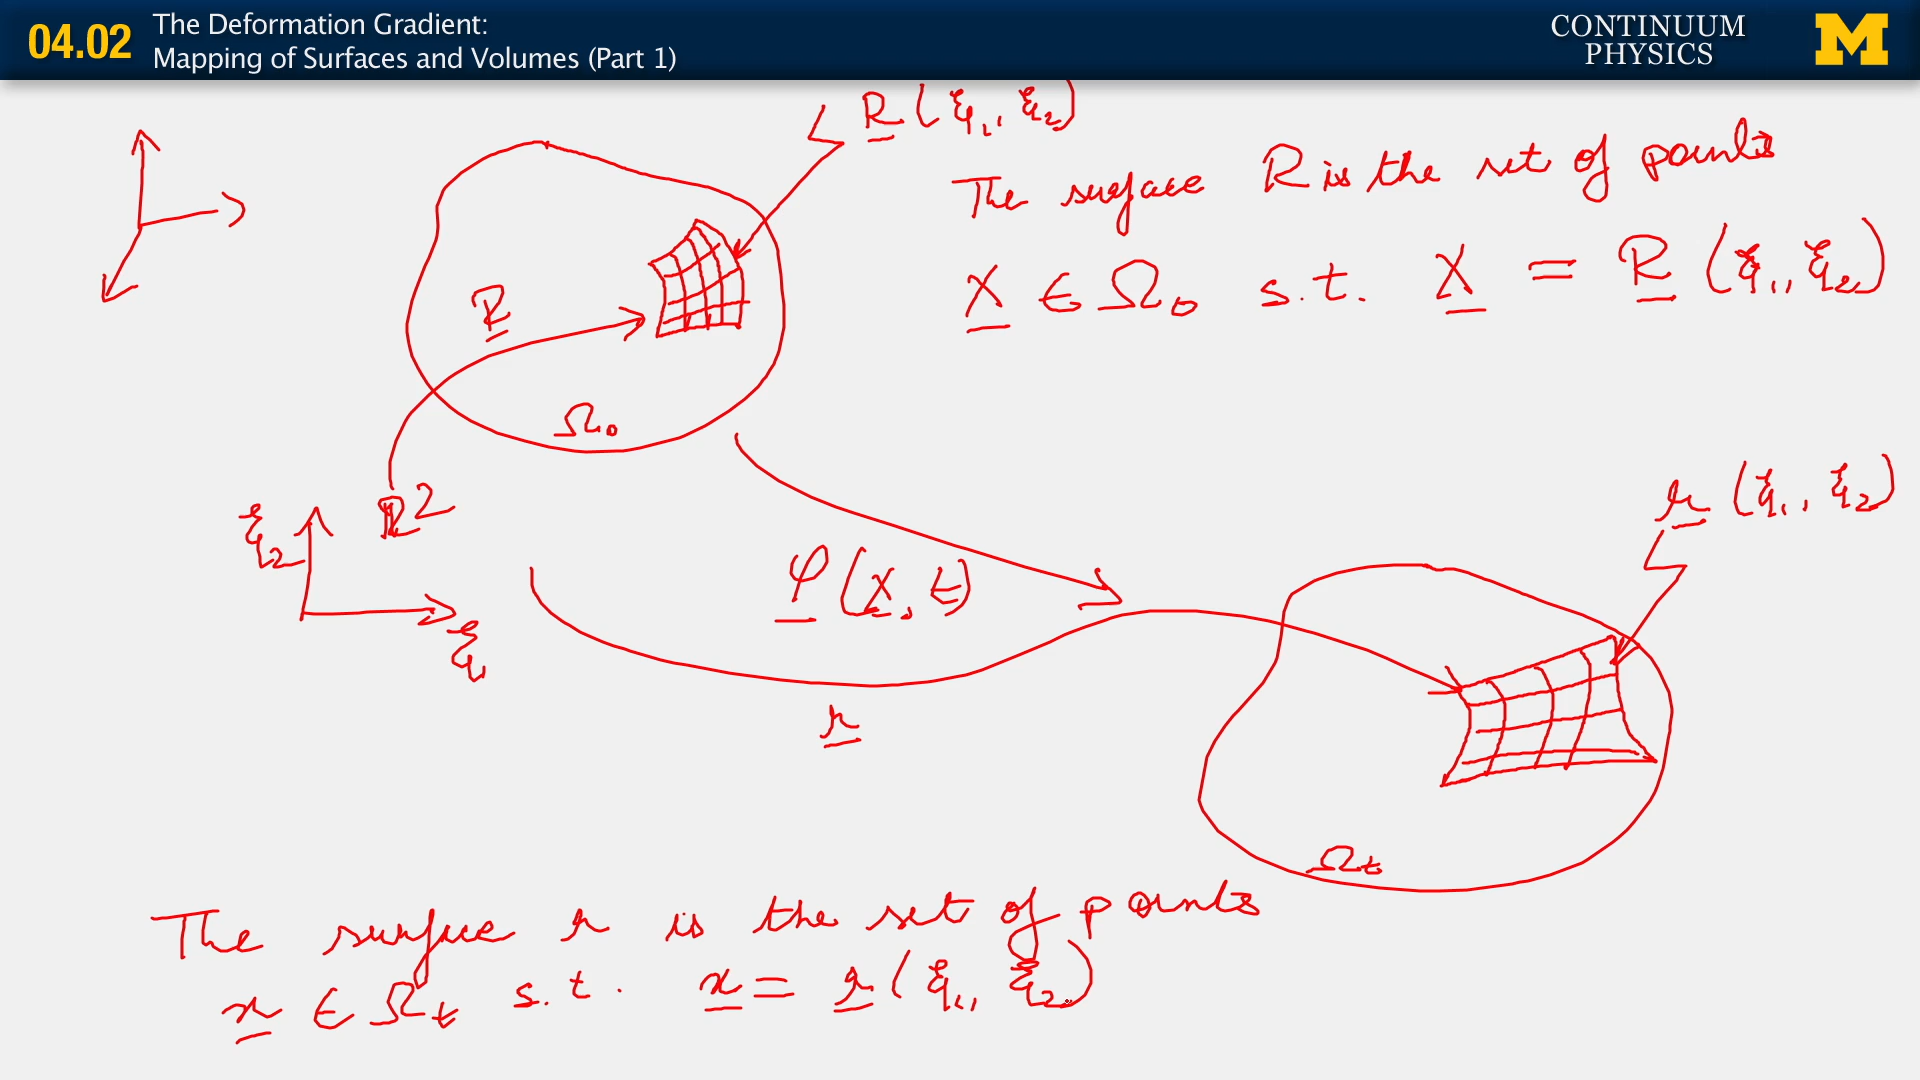 04.02
The Deformation Gradient:
Mapping of Surfaces and Volumes (Part 1)
CONTINUUM
PHYSICS
M
R(ξ₁, ξ₂)
The surface R is the set of points
X ∈ Ω₀ s.t. X = R(ξ₁, ξ₂)
R
Ω₀
ℝ²
ξ₂
ξ₁
φ(X, t)
r
r(ξ₁, ξ₂)
Ωₜ
The surface r is the set of points
x ∈ Ωₜ s.t. x = r(ξ₁, ξ₂)